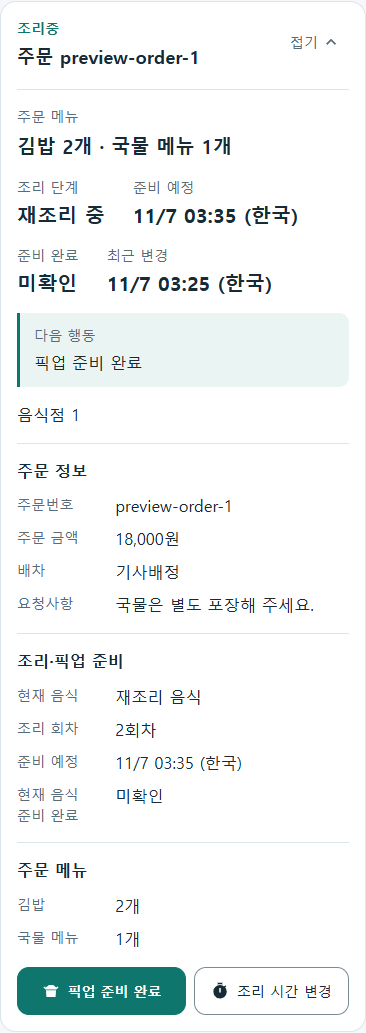 조리중
주문 preview-order-1
접기
주문 메뉴
김밥 2개 · 국물 메뉴 1개
조리 단계 준비 예정
재조리 중 11/7 03:35 (한국)
준비 완료 최근 변경
미확인 11/7 03:25 (한국)
다음 행동
픽업 준비 완료
음식점 1
주문 정보
주문번호 preview-order-1
주문 금액 18,000원
배차 기사배정
요청사항 국물은 별도 포장해 주세요.
조리·픽업 준비
현재 음식 재조리 음식
조리 회차 2회차
준비 예정 11/7 03:35 (한국)
현재 음식 미확인
준비 완료
주문 메뉴
김밥 2개
국물 메뉴 1개
픽업 준비 완료 조리 시간 변경